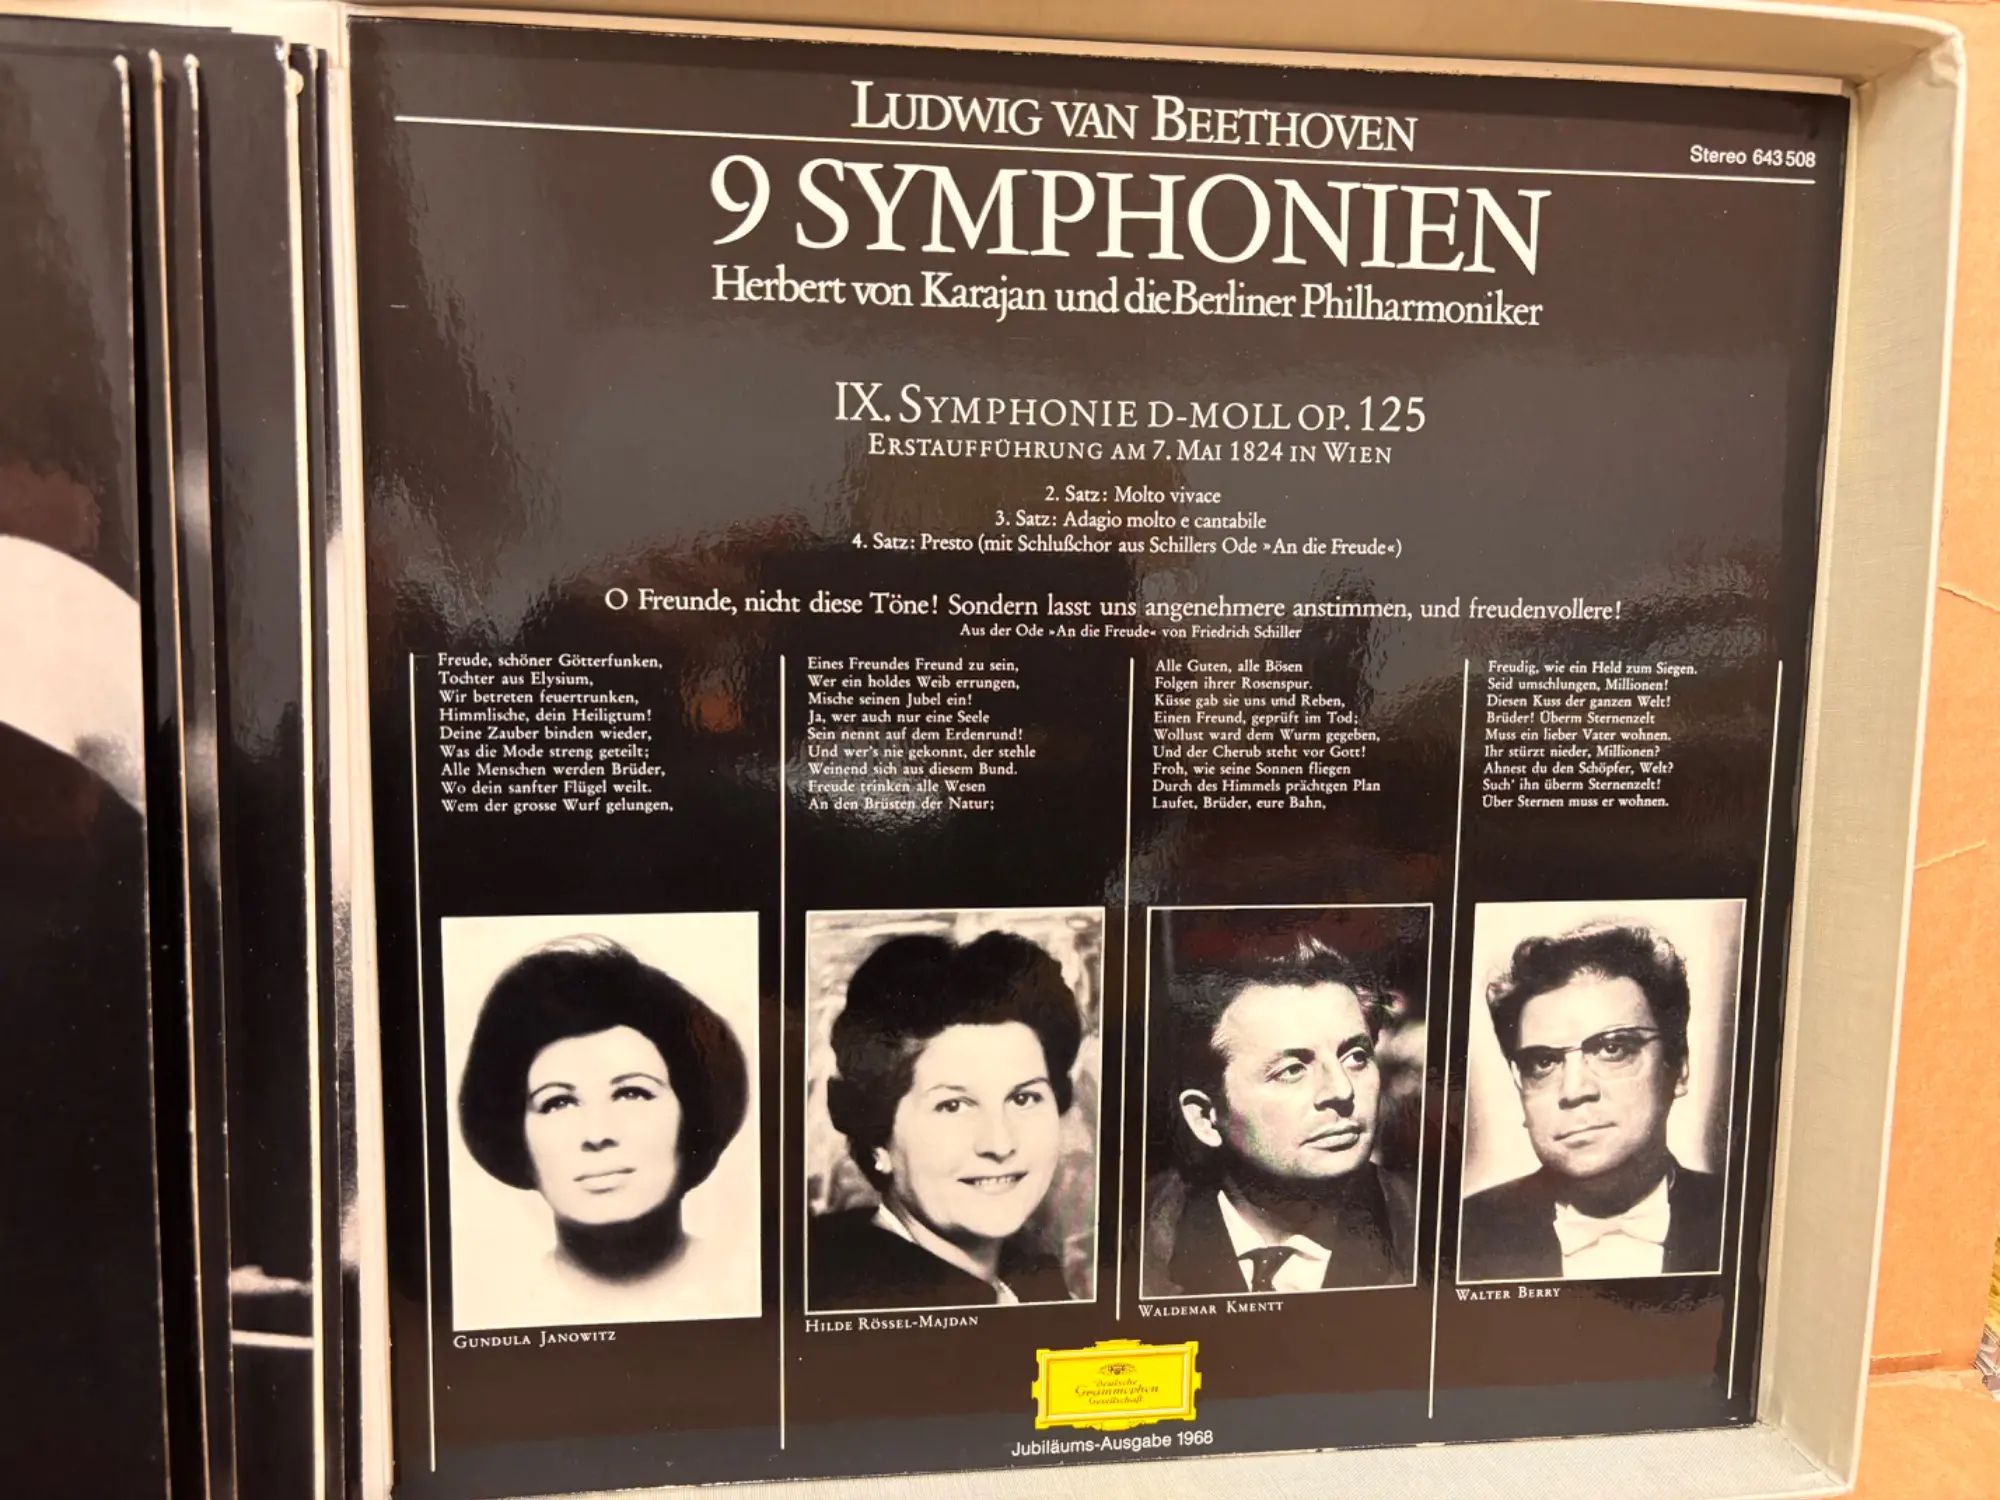 LUDWIG VAN BEETHOVEN
Stereo 643 508
9 SYMPHONIEN
Herbert von Karajan und die Berliner Philharmoniker
IX. SYMPHONIE D-MOLL OP. 125
ERSTAUFFÜHRUNG AM 7. MAI 1824 IN WIEN
2. Satz: Molto vivace
3. Satz: Adagio molto e cantabile
4. Satz: Presto (mit Schlußchor aus Schillers Ode »An die Freude«)
O Freunde, nicht diese Töne! Sondern lasst uns angenehmere anstimmen, und freudenvollere!
Aus der Ode »An die Freude« von Friedrich Schiller
Freude, schöner Götterfunken,
Tochter aus Elysium,
Wir betreten feuertrunken,
Himmlische, dein Heiligtum!
Deine Zauber binden wieder,
Was die Mode streng geteilt;
Alle Menschen werden Brüder,
Wo dein sanfter Flügel weilt.
Wem der grosse Wurf gelungen,
Eines Freundes Freund zu sein,
Wer ein holdes Weib errungen,
Mische seinen Jubel ein!
Ja, wer auch nur eine Seele
Sein nennt auf dem Erdenrund!
Und wer's nie gekonnt, der stehle
Weinend sich aus diesem Bund.
Freude trinken alle Wesen
An den Brüsten der Natur;
Alle Guten, alle Bösen
Folgen ihrer Rosenspur.
Küsse gab sie uns und Reben,
Einen Freund, geprüft im Tod;
Wollust ward dem Wurm gegeben,
Und der Cherub steht vor Gott!
Froh, wie seine Sonnen fliegen
Durch des Himmels prächtgen Plan
Laufet, Brüder, eure Bahn,
Freudig, wie ein Held zum Siegen.
Seid umschlungen, Millionen!
Diesen Kuss der ganzen Welt!
Brüder! Überm Sternenzelt
Muss ein lieber Vater wohnen.
Ihr stürzt nieder, Millionen?
Ahnest du den Schöpfer, Welt?
Such' ihn überm Sternenzelt!
Über Sternen muss er wohnen.
GUNDULA JANOWITZ
HILDE RÖSSEL-MAJDAN
WALDEMAR KMENTT
WALTER BERRY
Deutsche
Grammophon
Gesellschaft
Jubiläums-Ausgabe 1968